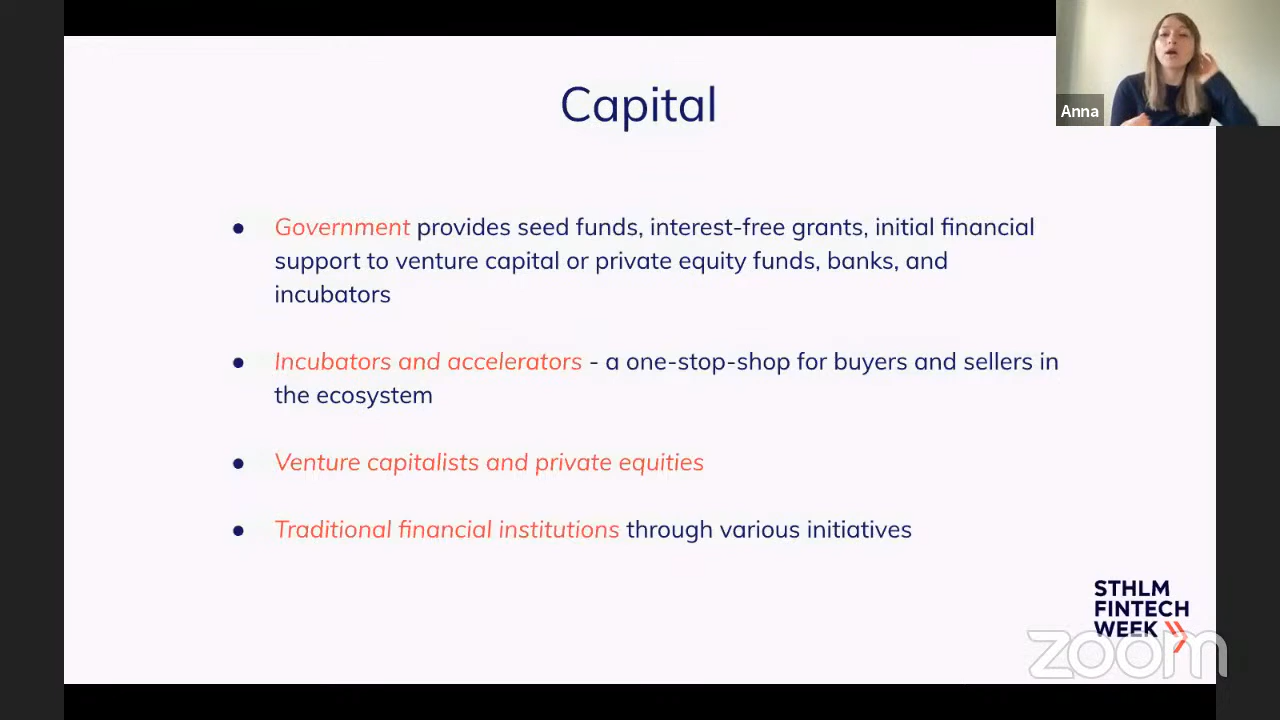 Capital
Anna
● Government provides seed funds, interest-free grants, initial financial
support to venture capital or private equity funds, banks, and
incubators
● Incubators and accelerators - a one-stop-shop for buyers and sellers in
the ecosystem
● Venture capitalists and private equities
● Traditional financial institutions through various initiatives
STHLM
FINTECH
WEEK
zoom